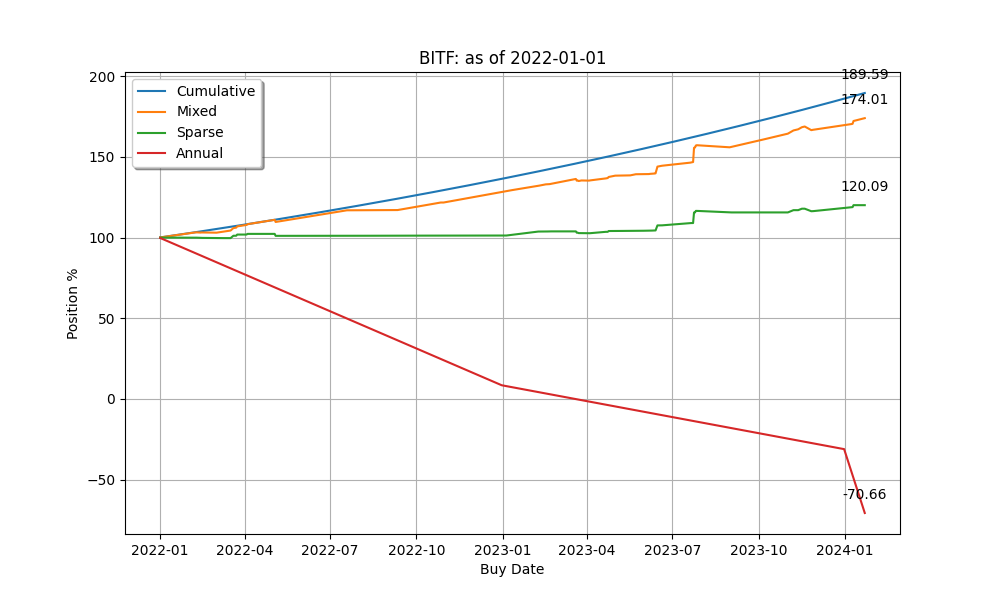 BITF: as of 2022-01-01
Cumulative
Mixed
Sparse
Annual
189.59
174.01
120.09
-70.66
200
150
100
50
0
−50
Position %
2022-01 2022-04 2022-07 2022-10 2023-01 2023-04 2023-07 2023-10 2024-01
Buy Date